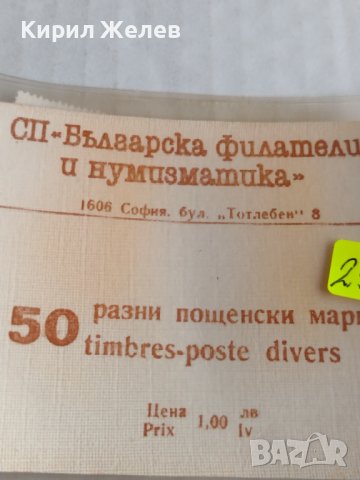 Кирил Желев
СП «Българска филатели
и нумизматика»
1606 София. бул. „Тотлебен" 8
50 разни пощенски мар
timbres-poste divers
Цена 1,00 лв
Prix lv
bazar